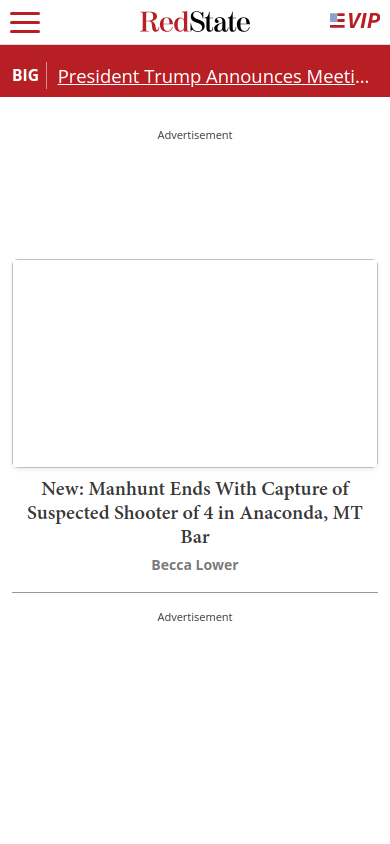 RedState
VIP
BIG
President Trump Announces Meeti...
Advertisement
New: Manhunt Ends With Capture of
Suspected Shooter of 4 in Anaconda, MT
Bar
Becca Lower
Advertisement